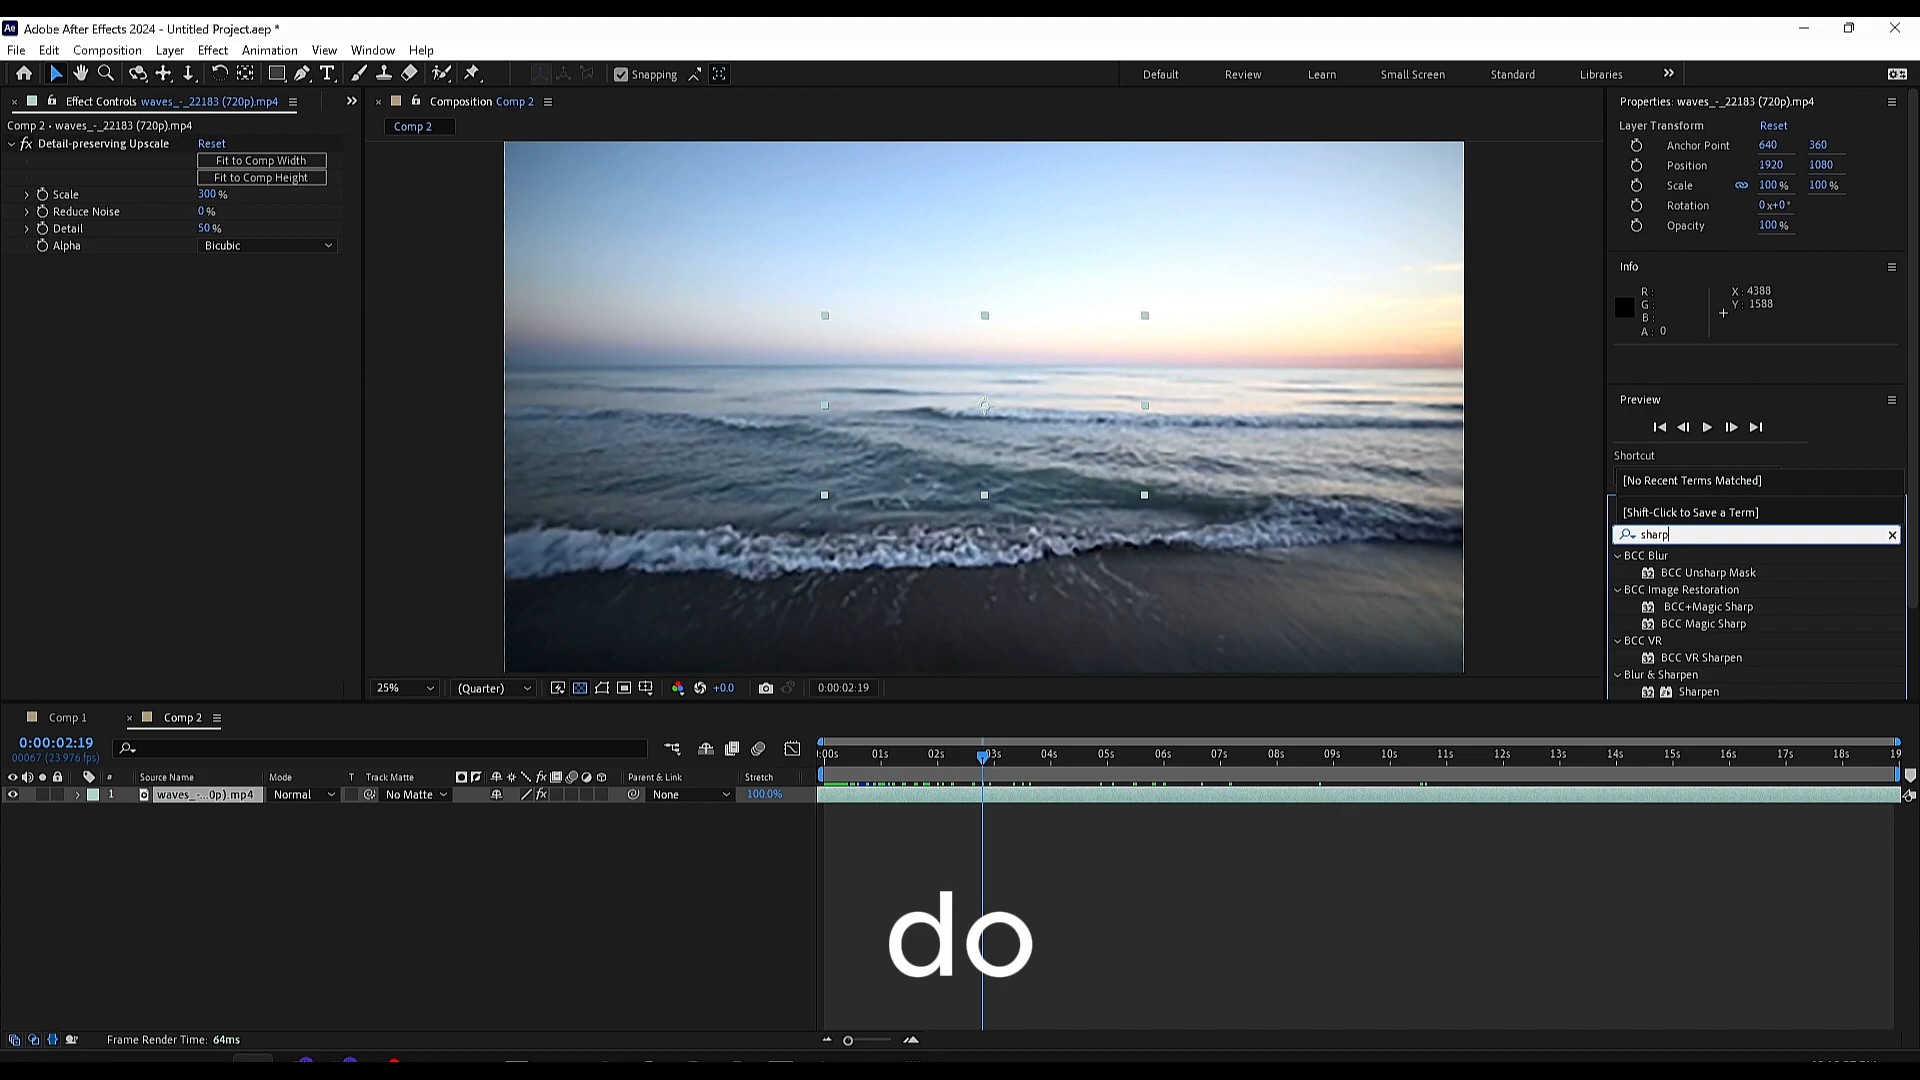 Ae Adobe After Effects 2024 - Untitled Project.aep *
File Edit Composition Layer Effect View Window Help
Snapping
Default Review Learn Small Screen Standard Libraries
Effect Controls waves_-_22183 (720p).mp4
Comp 2 • waves_-_22183 (720p).mp4
fx Detail-preserving Upscale Reset
Fit to Comp Width
Fit to Comp Height
Scale 300 %
Reduce Noise 0 %
Detail 50 %
Alpha Bicubic
Composition Comp 2
Comp 2
25% (Quarter) +0.0 0:00:02:19
Properties: waves_-_22183 (720p).mp4
Layer Transform Reset
Anchor Point 640 360
Position 1920 1080
Scale 100 % 100 %
Rotation 0x+0°
Opacity 100 %
Info
R :
G :
B :
A : 0
X : 4388
Y : 1588
Preview
Shortcut
[No Recent Terms Matched]
[Shift-Click to Save a Term]
sharp
BCC Blur
BCC Unsharp Mask
BCC Image Restoration
BCC+Magic Sharp
BCC Magic Sharp
BCC VR
BCC VR Sharpen
Blur & Sharpen
Sharpen
Comp 1 Comp 2
0:00:02:19
00067 (23.976 fps)
# Source Name Mode T Track Matte fx Parent & Link Stretch
1 waves_-...0p).mp4 Normal No Matte fx None 100.0%
:00s 01s 02s 03s 04s 05s 06s 07s 08s 09s 10s 11s 12s 13s 14s 15s 16s 17s 18s 19
do
Frame Render Time: 64ms